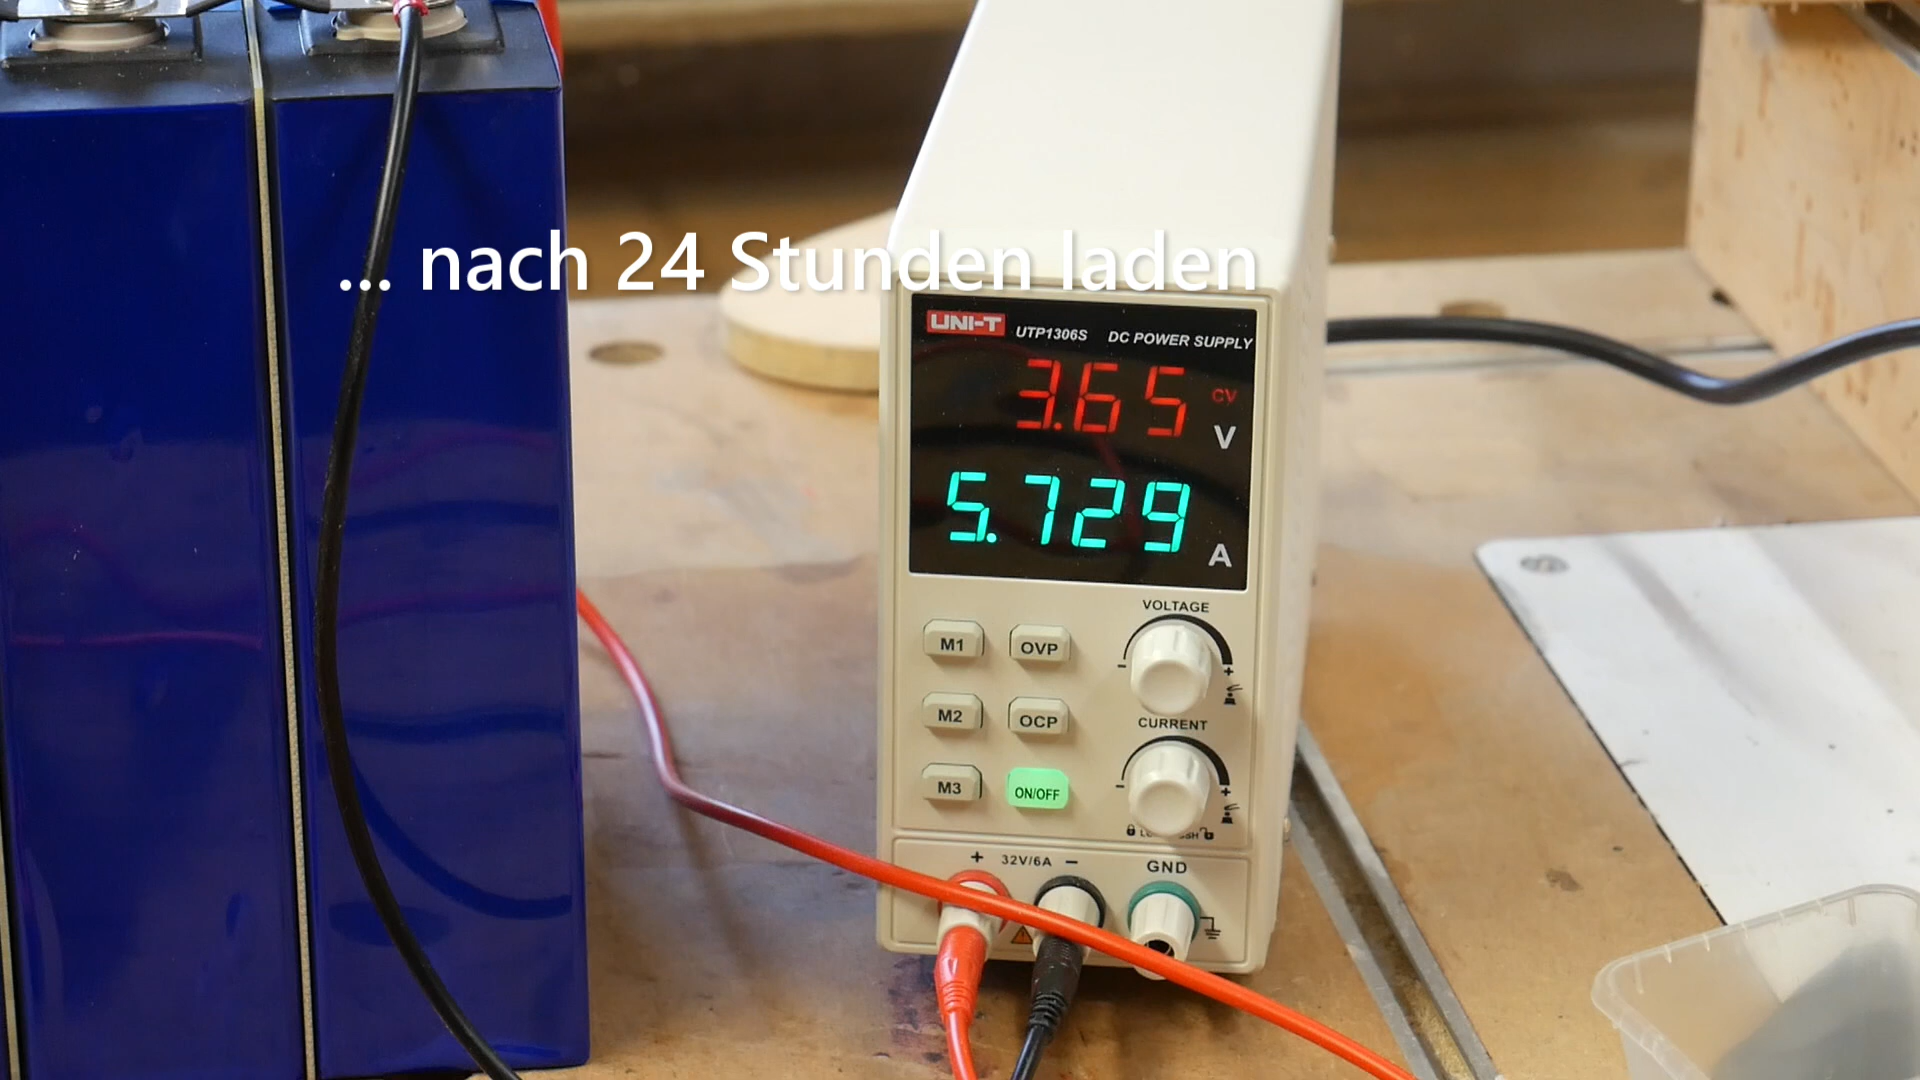 ... nach 24 Stunden laden
UNI-T UTP1306S DC POWER SUPPLY
3.65 CV V
5.729 A
VOLTAGE
M1 OVP
- +
M2 OCP
CURRENT
- +
M3 ON/OFF
+ 32V/6A - GND